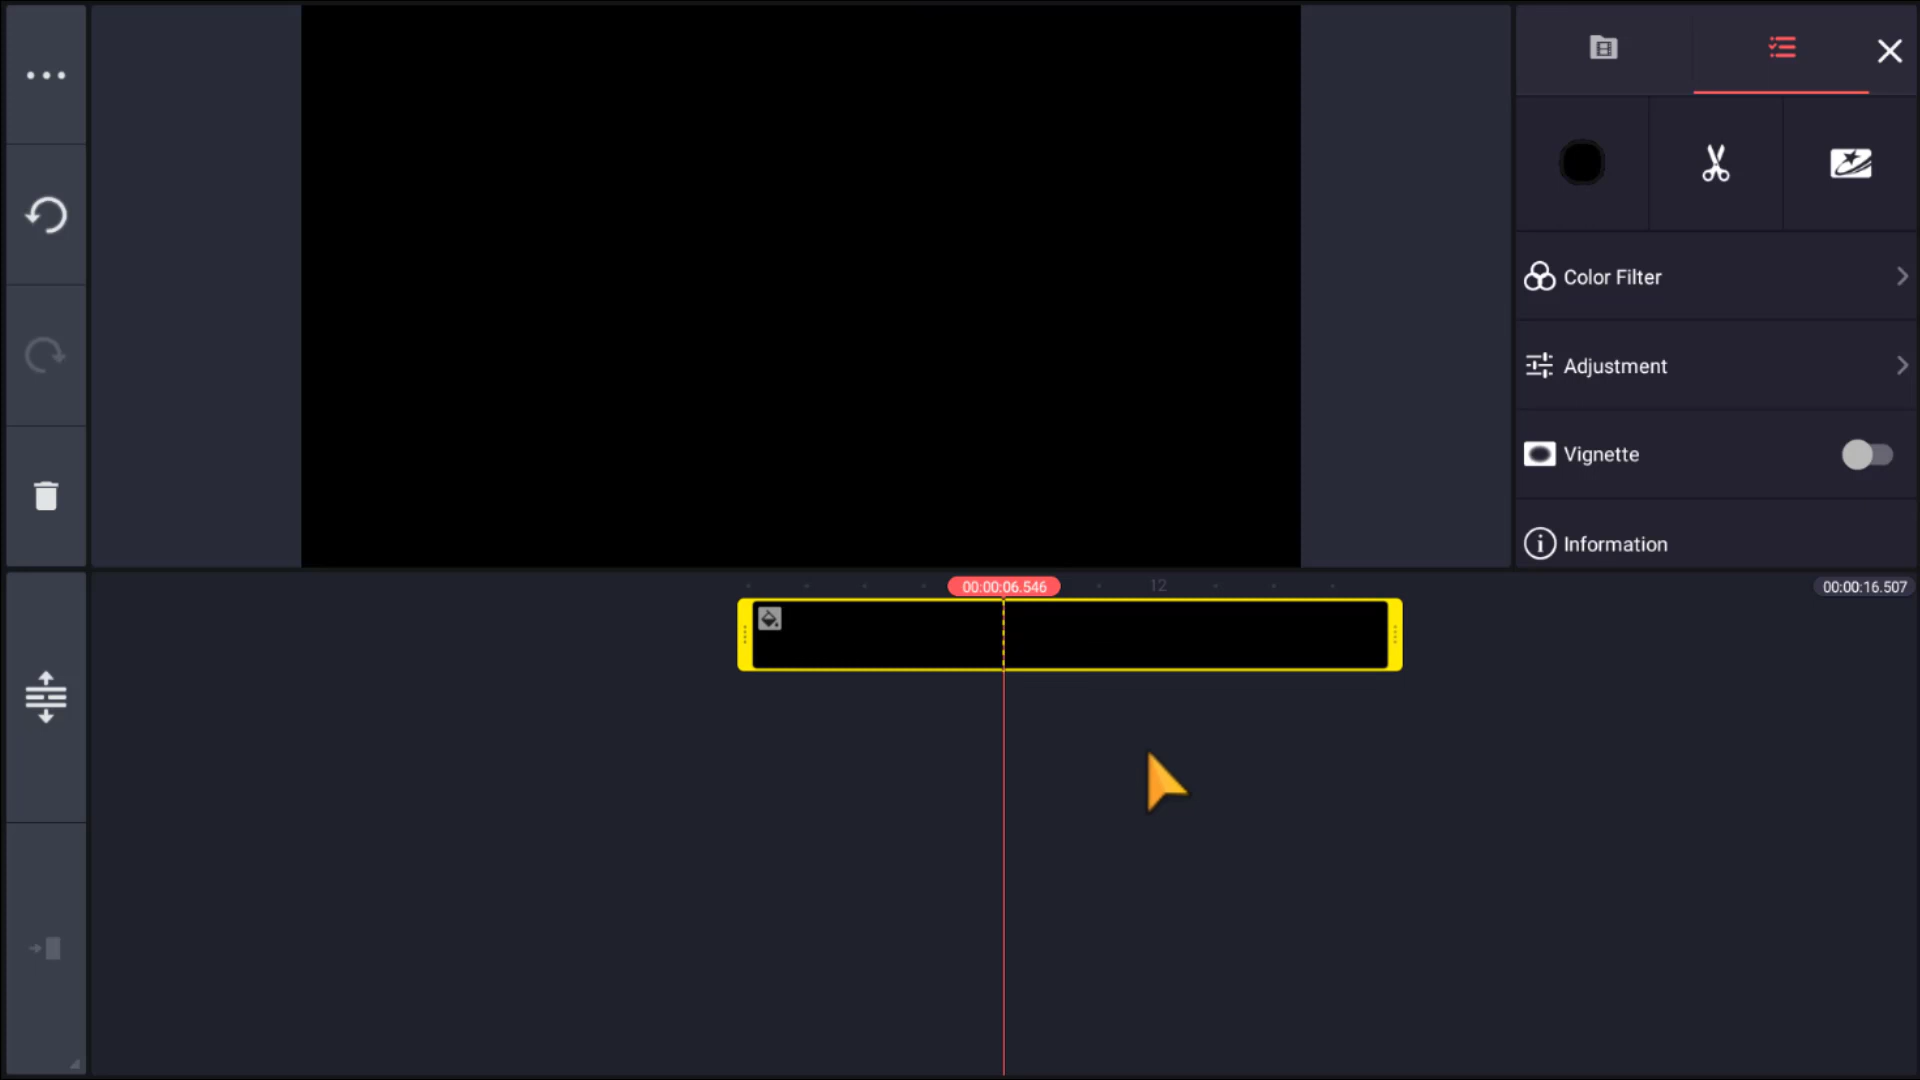 Color Filter
Adjustment
Vignette
Information
00:00:06.546
12
00:00:16.507